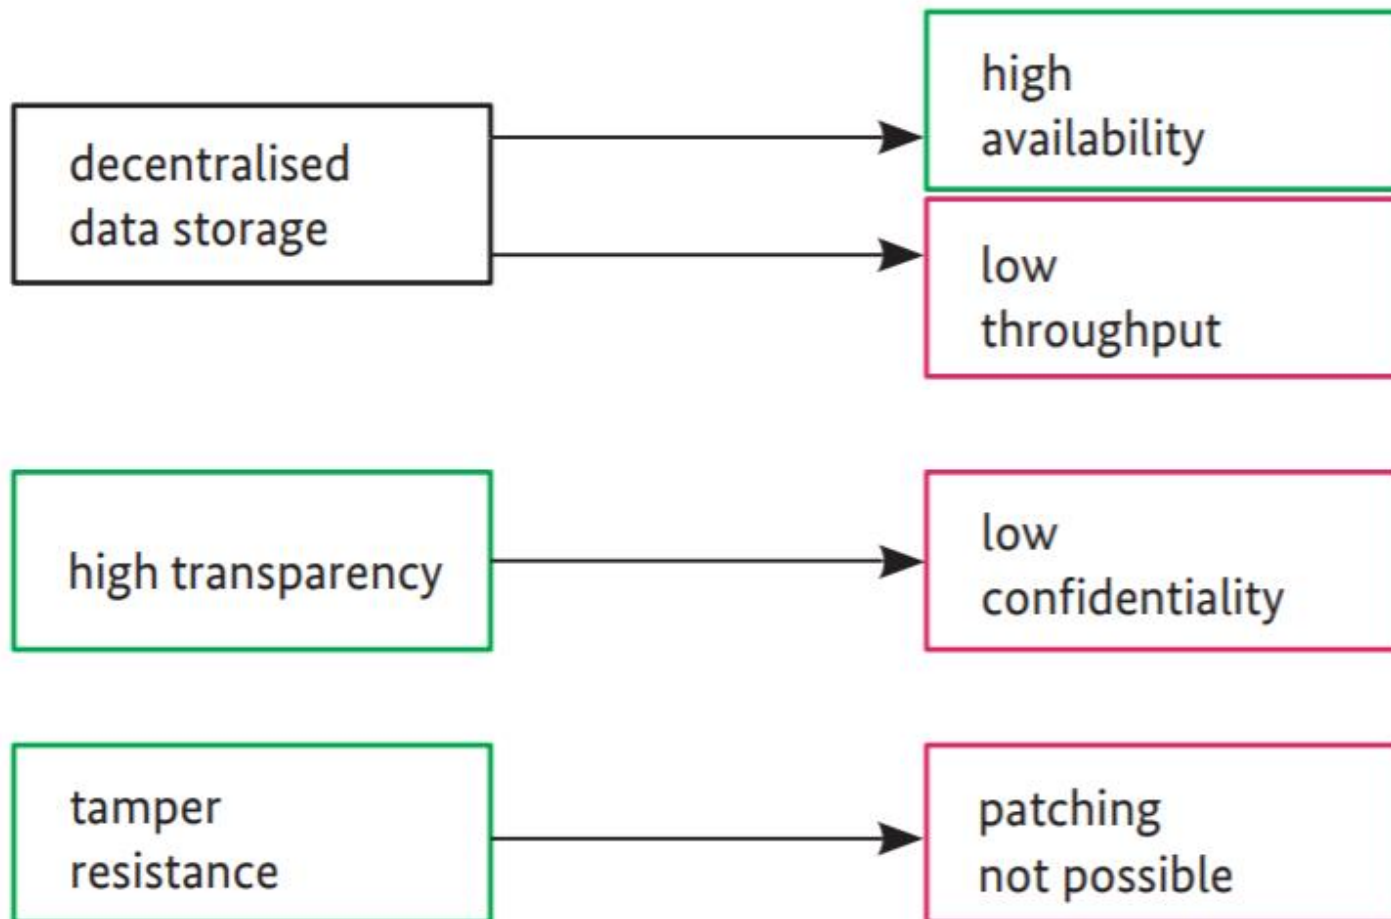 decentralised
data storage
high
availability
low
throughput
high transparency
low
confidentiality
tamper
resistance
patching
not possible